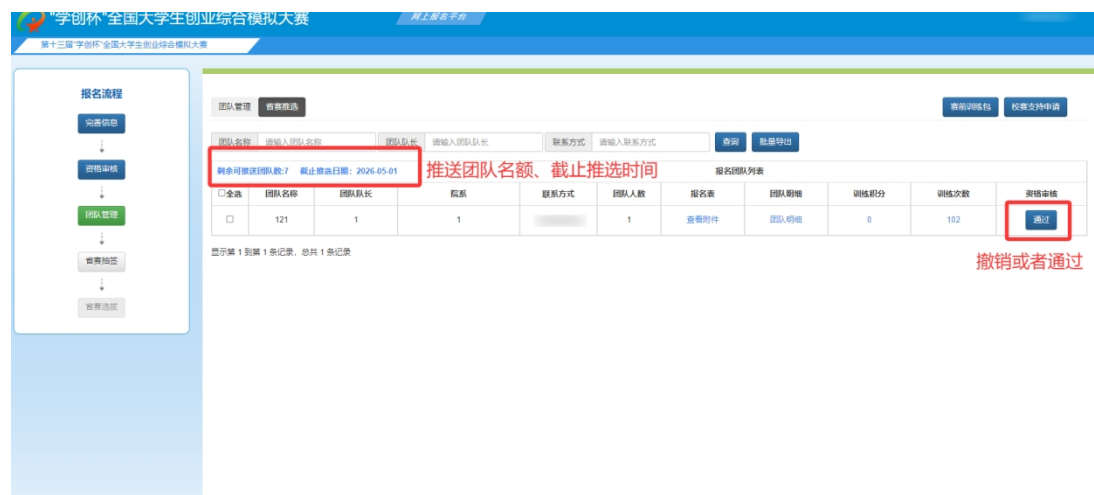 "学创杯"全国大学生创业综合模拟大赛 网上报名平台
第十三届"学创杯"全国大学生创业综合模拟大赛
报名流程
完善信息
资格审核
团队管理
省赛抽签
省赛选拔
团队管理 省赛推选 赛前训练包 校赛支持申请
团队名称 请输入团队名称 团队队长 请输入团队队长 联系方式 请输入联系方式 查询 批量导出
剩余可推送团队数:7 截止推选日期：2026-05-01 推送团队名额、截止推选时间 报名团队列表
全选 团队名称 团队队长 院系 联系方式 团队人数 报名表 团队明细 训练积分 训练次数 资格审核
121 1 1 1 查看附件 团队明细 0 102 通过
显示第 1 到第 1 条记录，总共 1 条记录
撤销或者通过